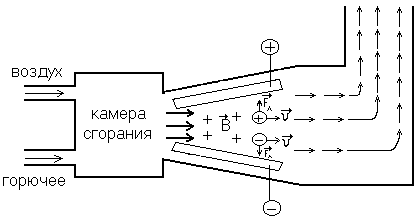 воздух
камера
сгорания
горючее
+
+ + B +
+ +
F
Л
+
υ
−
υ
F
Л
−